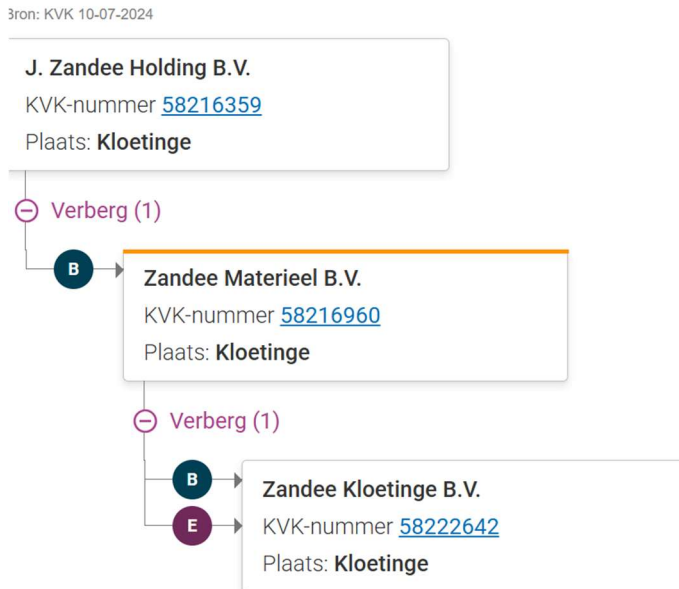 Bron: KVK 10-07-2024
J. Zandee Holding B.V.
KVK-nummer 58216359
Plaats: Kloetinge
Verberg (1)
B
Zandee Materieel B.V.
KVK-nummer 58216960
Plaats: Kloetinge
Verberg (1)
B
Zandee Kloetinge B.V.
E
KVK-nummer 58222642
Plaats: Kloetinge